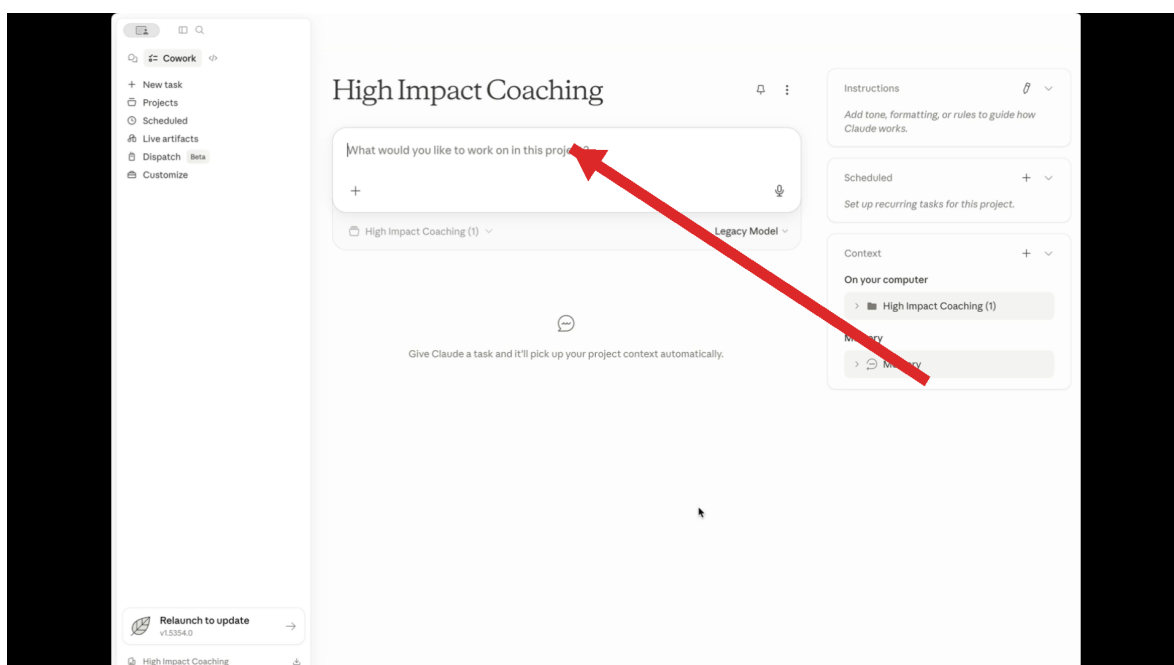 Cowork
New task
Projects
Scheduled
Live artifacts
Dispatch Beta
Customize
Relaunch to update
v1.5354.0
High Impact Coaching
High Impact Coaching
What would you like to work on in this
High Impact Coaching (1)
Legacy Model
Give Claude a task and it'll pick up your project context automatically.
Instructions
Add tone, formatting, or rules to guide how
Claude works.
Scheduled
Set up recurring tasks for this project.
Context
On your computer
High Impact Coaching (1)